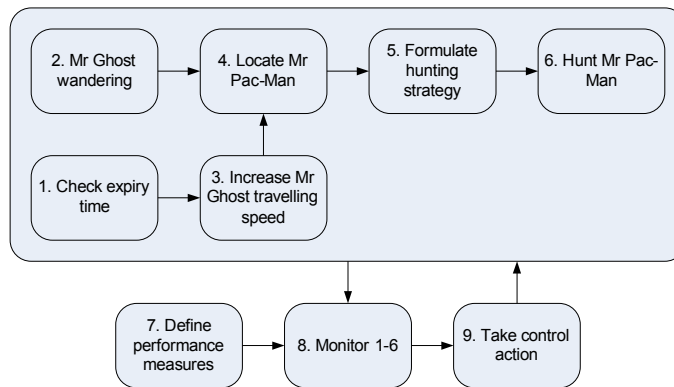 2. Mr Ghost
wandering
4. Locate Mr
Pac-Man
5. Formulate
hunting
strategy
6. Hunt Mr Pac-
Man
1. Check expiry
time
3. Increase Mr
Ghost travelling
speed
7. Define
performance
measures
8. Monitor 1-6
9. Take control
action